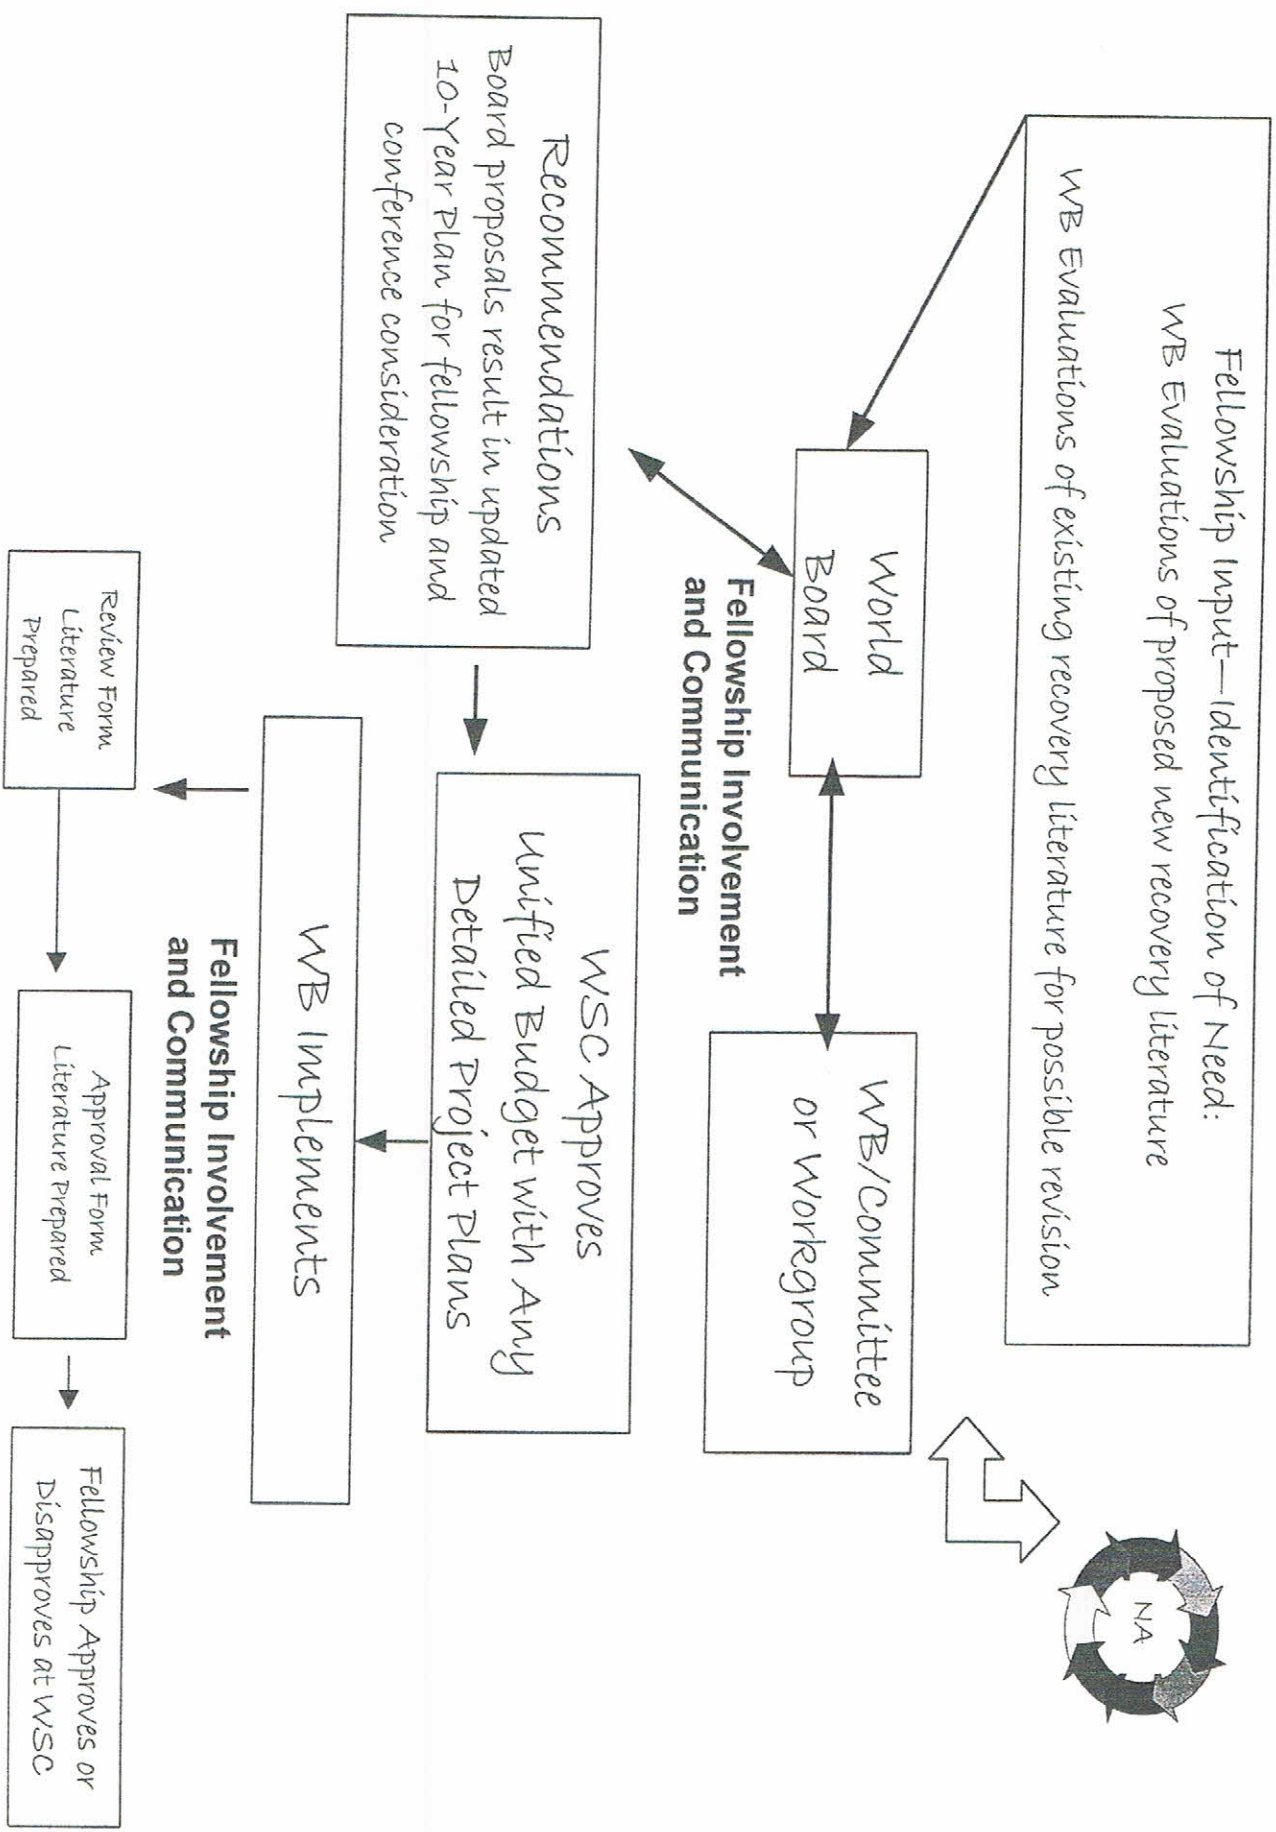 Fellowship Input—Identification of Need:
WB Evaluations of proposed new recovery literature
WB Evaluations of existing recovery literature for possible revision
NA
World
Board
WB/Committee
or Workgroup
Fellowship Involvement
and Communication
Recommendations
Board proposals result in updated
10-Year Plan for fellowship and
conference consideration
WSC Approves
Unified Budget with Any
Detailed Project Plans
WB Implements
Fellowship Involvement
and Communication
Review Form
Literature
Prepared
Approval Form
Literature Prepared
Fellowship Approves or
Disapproves at WSC